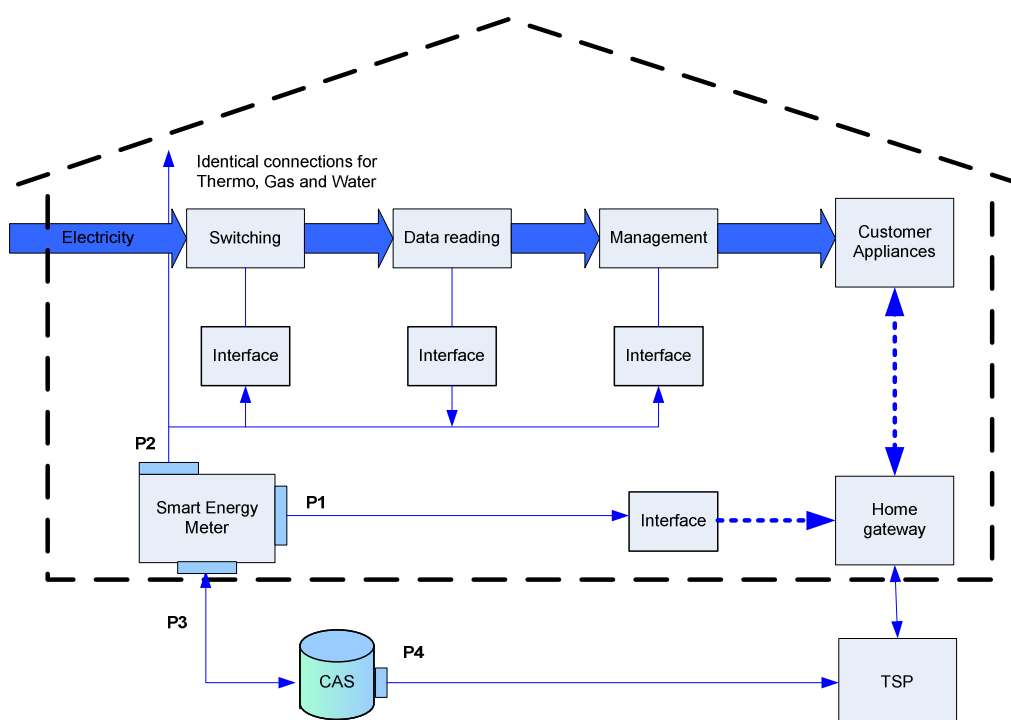 Identical connections for
Thermo, Gas and Water
Electricity
Switching
Data reading
Management
Customer
Appliances
Interface
Interface
Interface
P2
Smart Energy
Meter
P1
Interface
Home
gateway
P3
CAS
P4
TSP